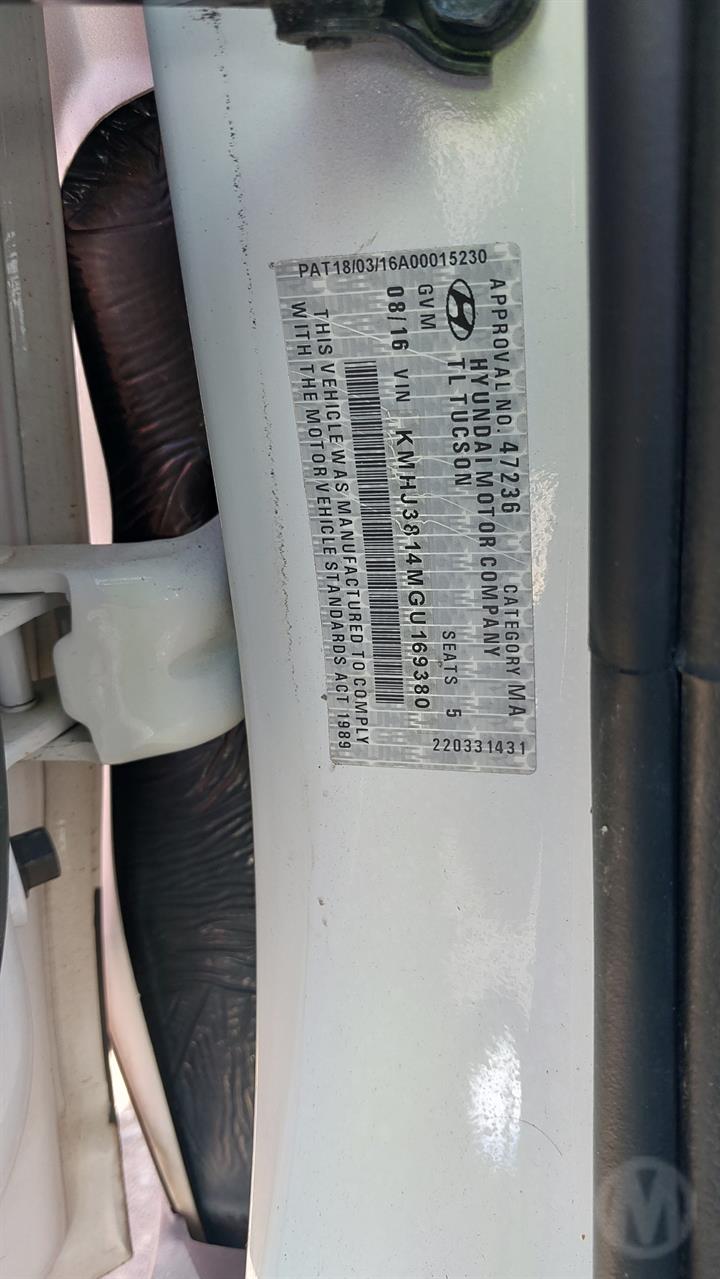 APPROVAL NO. 47236 CATEGORY MA
HYUNDAI MOTOR COMPANY
TL TUCSON
GVM SEATS 5
08/16 VIN KMHJ3814MGU169380
THIS VEHICLE WAS MANUFACTURED TO COMPLY
WITH THE MOTOR VEHICLE STANDARDS ACT 1989
PAT18/03/16A00015230
220331431
M